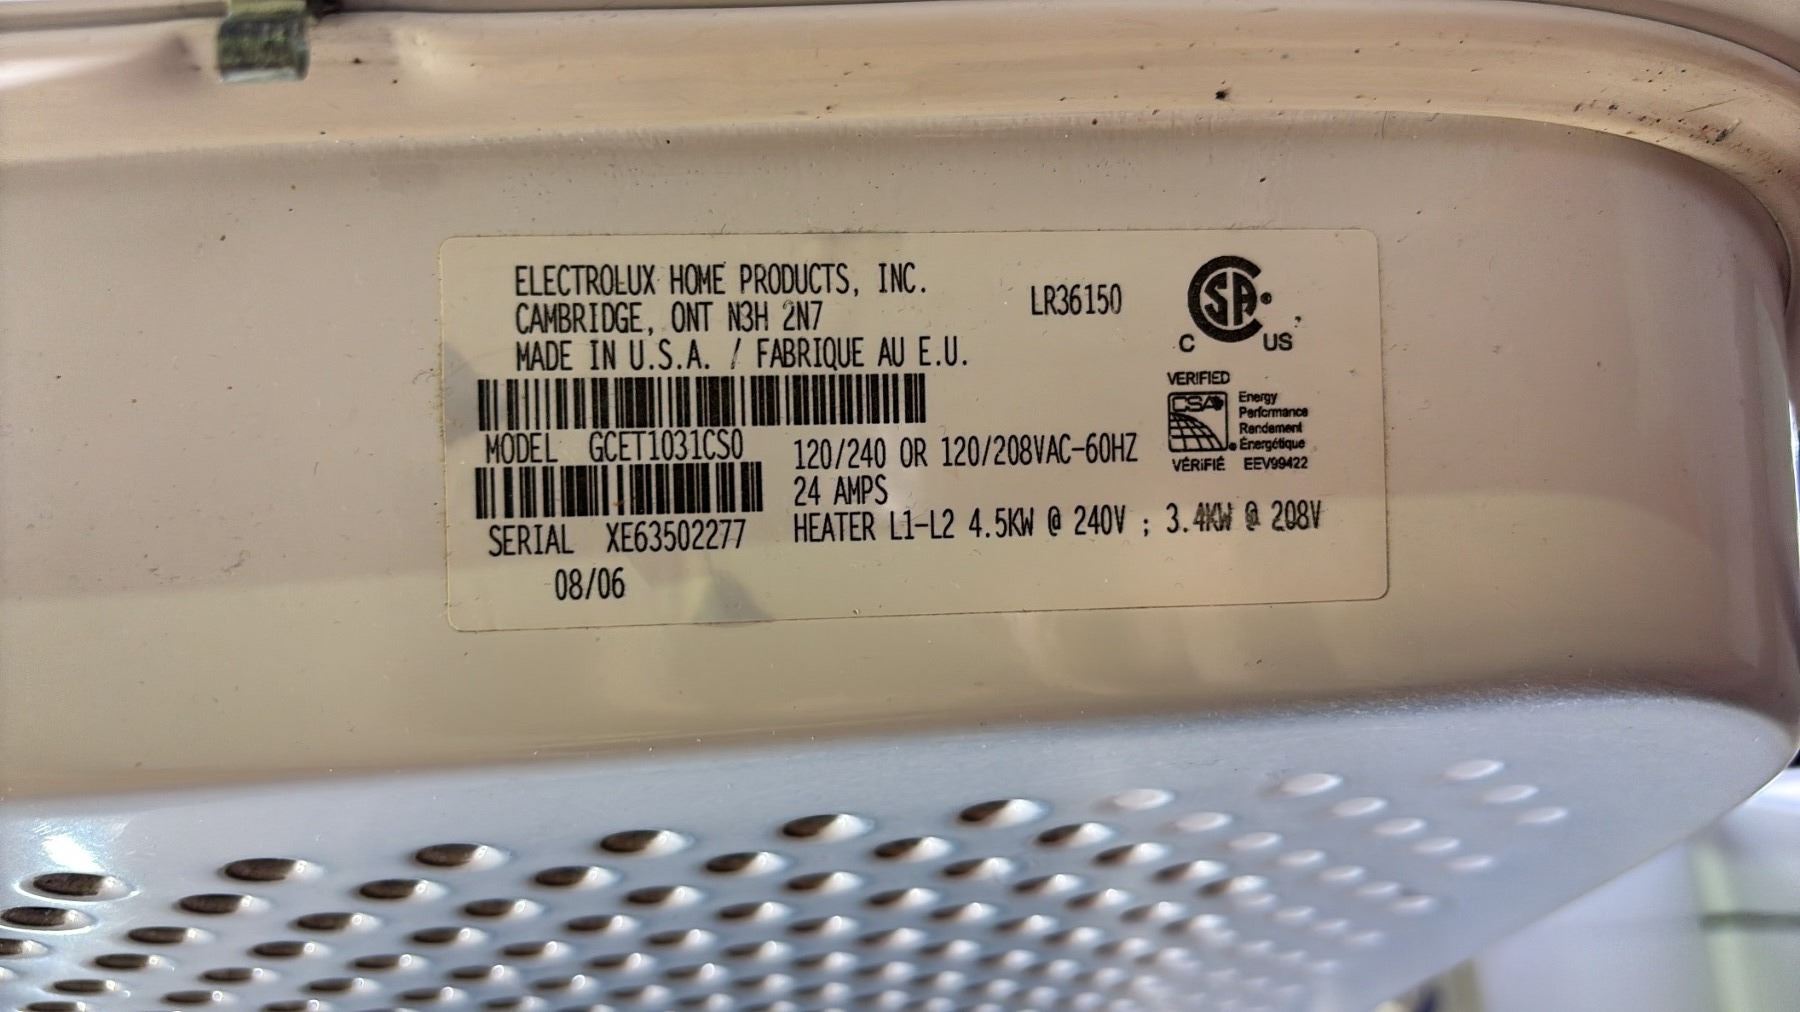 ELECTROLUX HOME PRODUCTS, INC.
CAMBRIDGE, ONT N3H 2N7
MADE IN U.S.A. / FABRIQUE AU E.U.
LR36150
CSA®
C US
MODEL GCET1031CS0
SERIAL XE63502277
08/06
120/240 OR 120/208VAC-60HZ
24 AMPS
HEATER L1-L2 4.5KW @ 240V ; 3.4KW @ 208V
VERIFIED
CSA
Energy
Performance
Rendement
® Énergétique
VÉRIFIÉ EEV99422